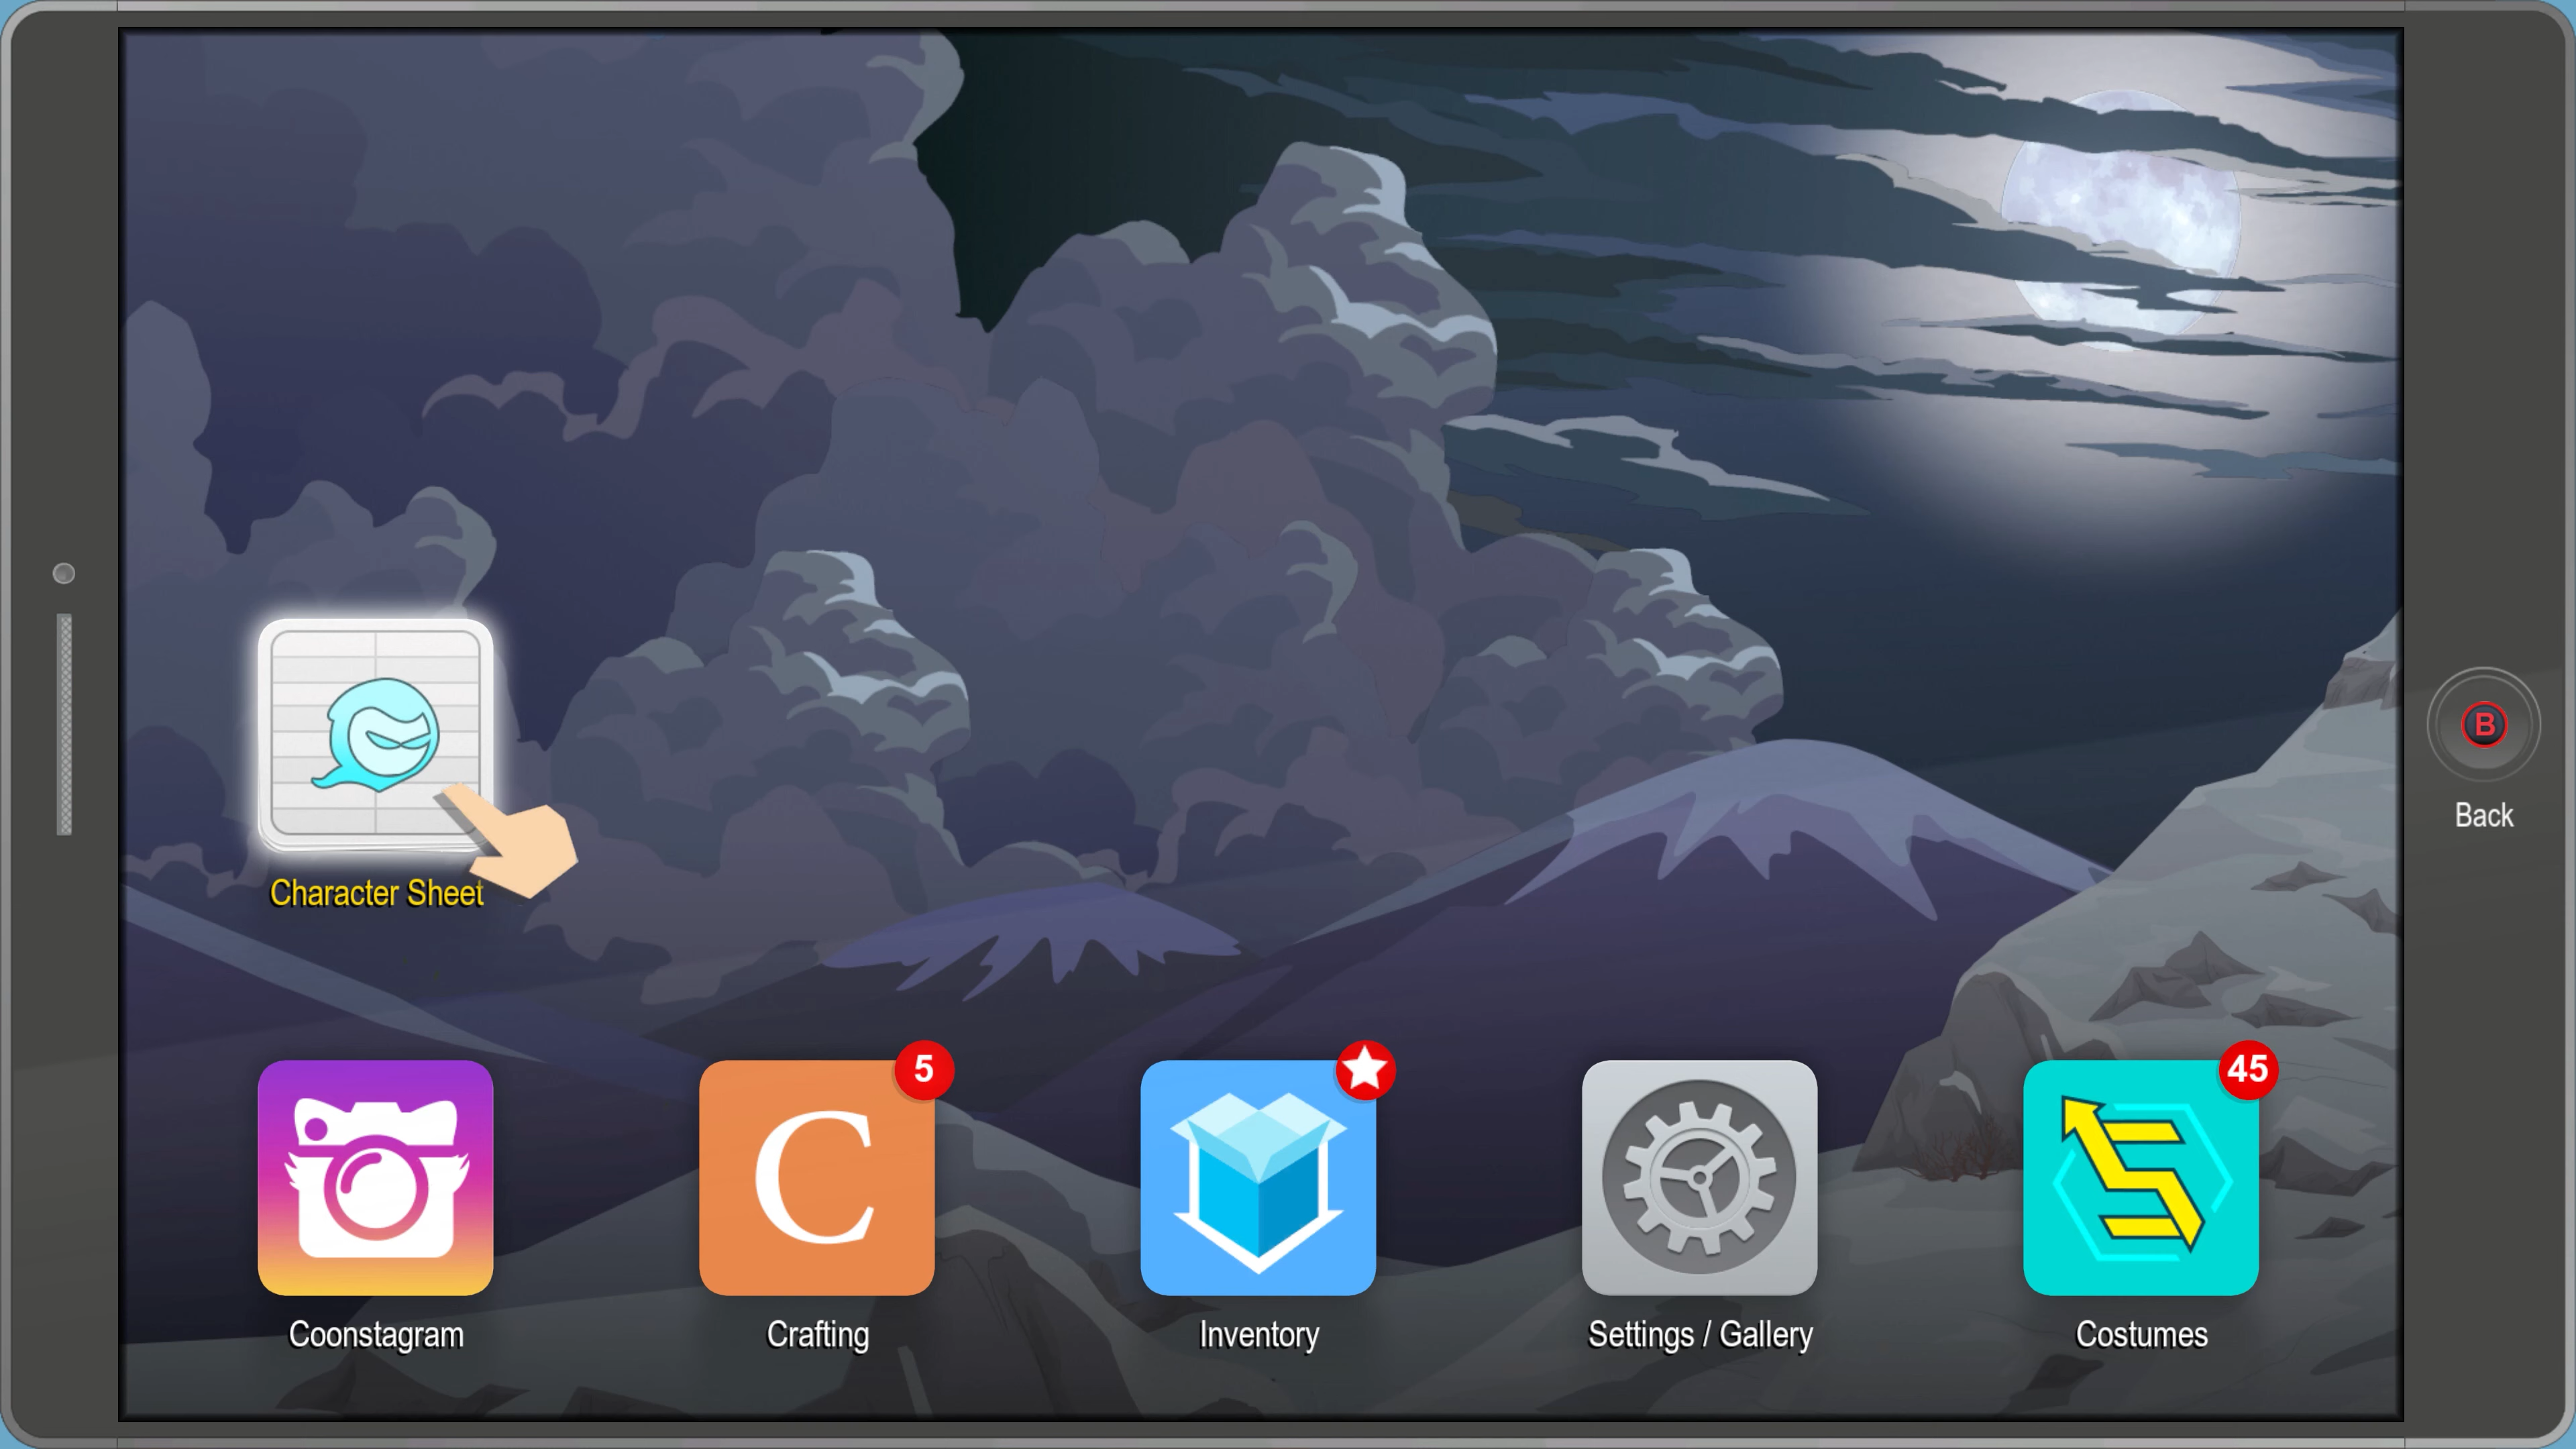 B
Back
Character Sheet
5
45
C
Coonstagram
Crafting
Inventory
Settings / Gallery
Costumes